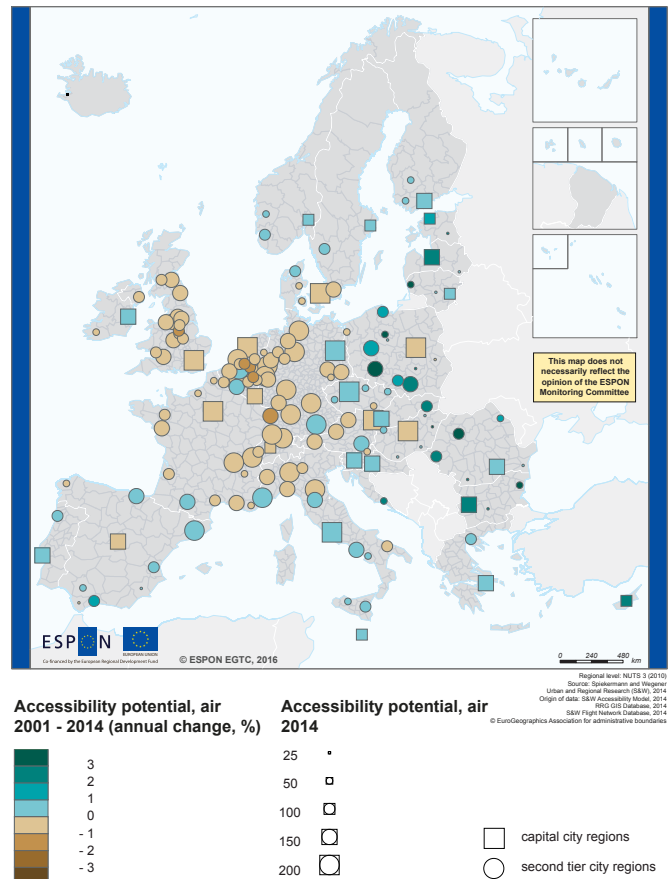 This map does not
necessarily reflect the
opinion of the ESPON
Monitoring Committee
ESPON
EUROPEAN UNION
Co-financed by the European Regional Development Fund
© ESPON EGTC, 2016
0 240 480
km
Regional level: NUTS 3 (2010)
Source: Spiekermann and Wegener
Urban and Regional Research (S&W), 2014
Origin of data: S&W Accessibility Model, 2014
RRG GIS Database, 2014
S&W Flight Network Database, 2014
© EuroGeographics Association for administrative boundaries
Accessibility potential, air
2001 - 2014 (annual change, %)
3
2
1
0
- 1
- 2
- 3
Accessibility potential, air
2014
25
50
100
150
200
capital city regions
second tier city regions